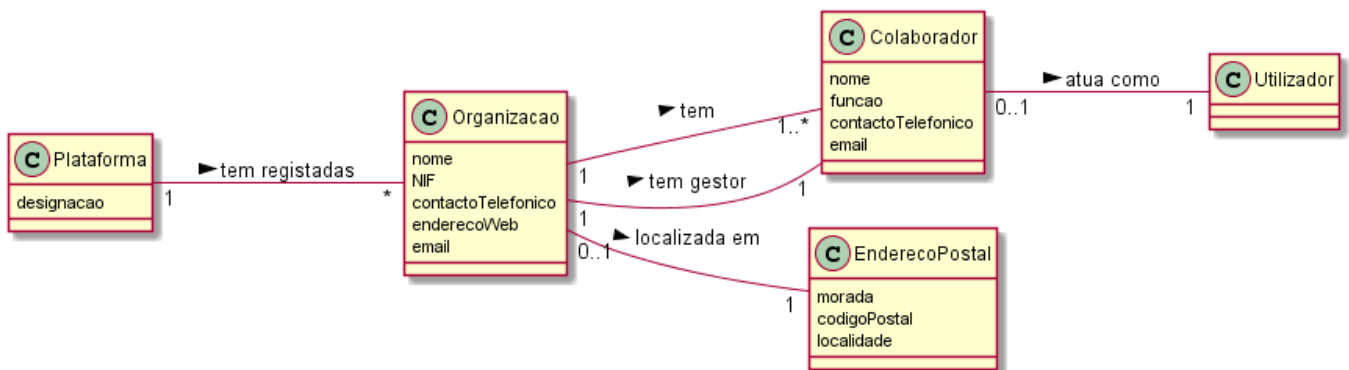 C Plataforma
designacao
tem registadas
1
*
C Organizacao
nome
NIF
contactoTelefonico
enderecoWeb
email
tem
1
1..*
tem gestor
1
1
localizada em
0..1
1
C Colaborador
nome
funcao
contactoTelefonico
email
atua como
0..1
1
C Utilizador
C EnderecoPostal
morada
codigoPostal
localidade